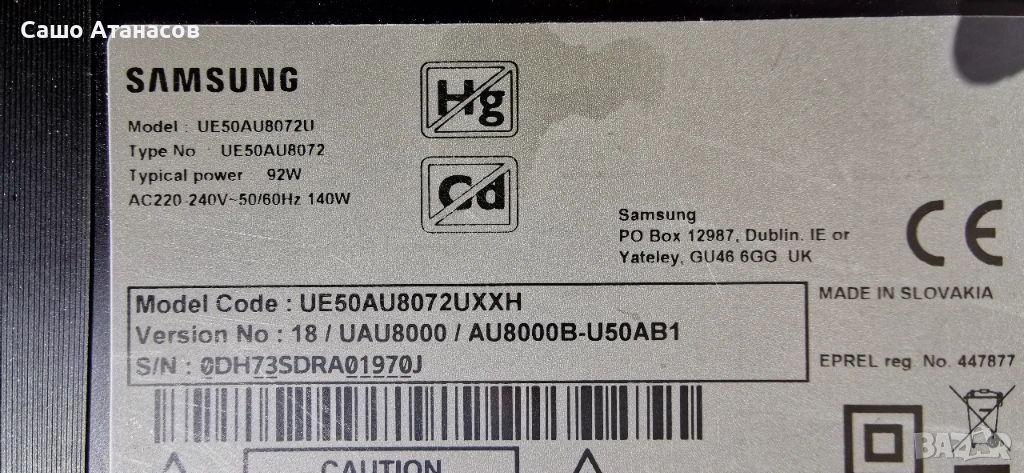 Сашо Атанасов
SAMSUNG
Model : UE50AU8072U
Type No UE50AU8072
Typical power 92W
AC220-240V~50/60Hz 140W
Hg
Cd
Samsung
PO Box 12987, Dublin. IE or
Yateley, GU46 6GG UK
CE
Model Code : UE50AU8072UXXH
Version No : 18 / UAU8000 / AU8000B-U50AB1
S/N : 0DH73SDRA01970J
MADE IN SLOVAKIA
EPREL reg. No. 447877
CAUTION
BAZAR